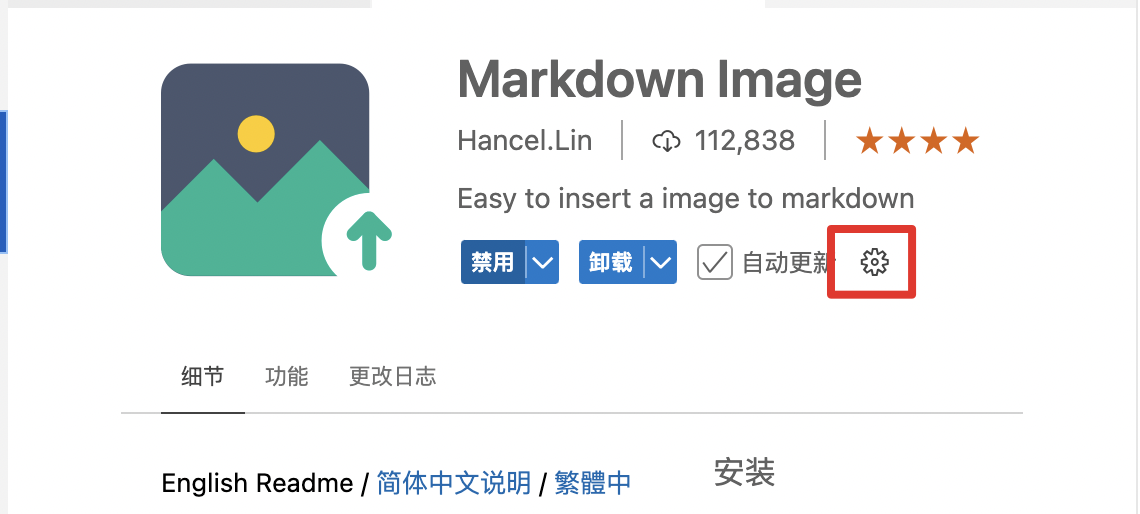 Markdown Image
Hancel.Lin 112,838
Easy to insert a image to markdown
禁用 卸载 自动更新
细节 功能 更改日志
English Readme / 简体中文说明 / 繁體中
安装